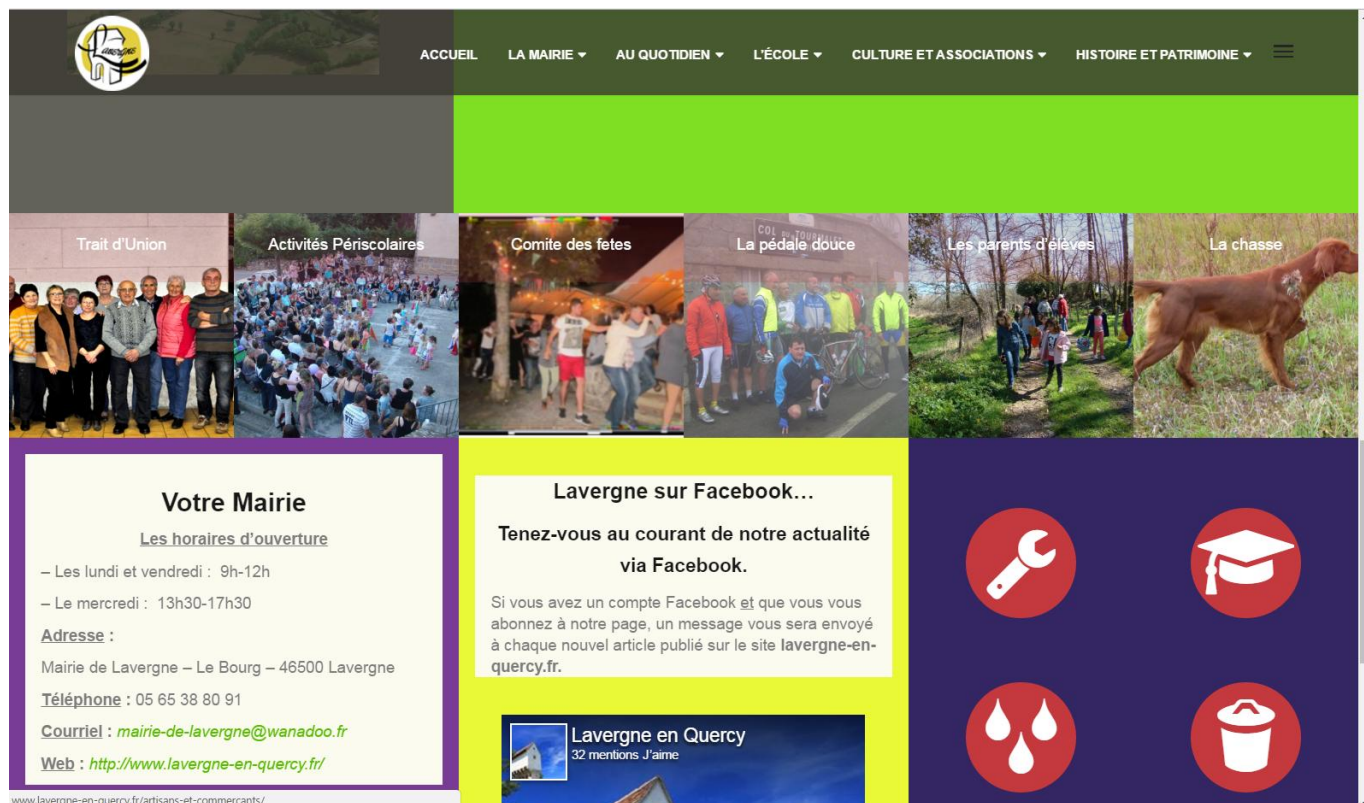 Lavergne
ACCUEIL LA MAIRIE AU QUOTIDIEN L'ÉCOLE CULTURE ET ASSOCIATIONS HISTOIRE ET PATRIMOINE
Trait d'Union
Activités Périscolaires
Comite des fetes
La pédale douce
COL DU TOURMALET
Les parents d'élèves
La chasse
Votre Mairie
Les horaires d'ouverture
– Les lundi et vendredi : 9h-12h
– Le mercredi : 13h30-17h30
Adresse :
Mairie de Lavergne – Le Bourg – 46500 Lavergne
Téléphone : 05 65 38 80 91
Courriel : mairie-de-lavergne@wanadoo.fr
Web : http://www.lavergne-en-quercy.fr/
Lavergne sur Facebook…
Tenez-vous au courant de notre actualité
via Facebook.
Si vous avez un compte Facebook et que vous vous
abonnez à notre page, un message vous sera envoyé
à chaque nouvel article publié sur le site lavergne-en-
quercy.fr.
Lavergne en Quercy
32 mentions J'aime
www.lavergne-en-quercy.fr/artisans-et-commercants/